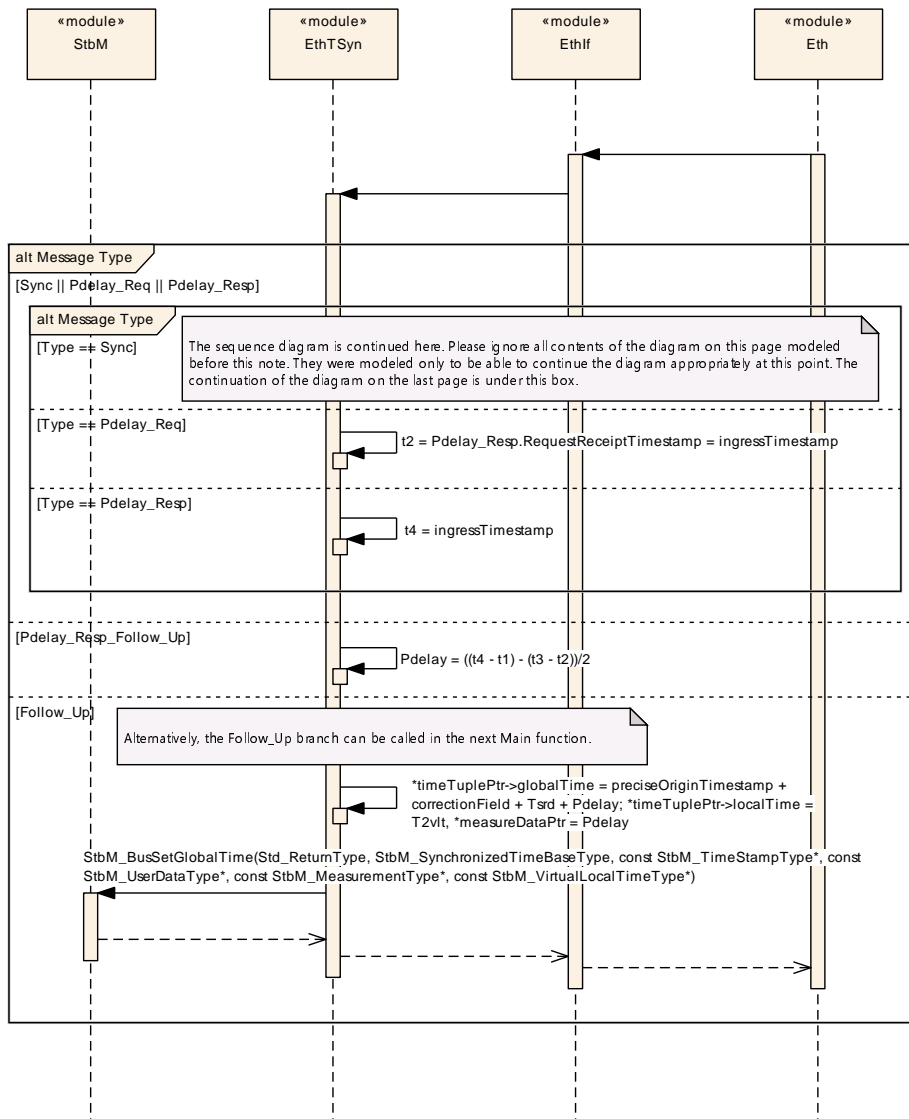 «module»
StbM
«module»
EthTSyn
«module»
EthIf
«module»
Eth
alt Message Type
[Sync || Pdelay_Req || Pdelay_Resp]
alt Message Type
[Type == Sync]
The sequence diagram is continued here. Please ignore all contents of the diagram on this page modeled
before this note. They were modeled only to be able to continue the diagram appropriately at this point. The
continuation of the diagram on the last page is under this box.
[Type == Pdelay_Req]
t2 = Pdelay_Resp.RequestReceiptTimestamp = ingressTimestamp
[Type == Pdelay_Resp]
t4 = ingressTimestamp
[Pdelay_Resp_Follow_Up]
Pdelay = ((t4 - t1) - (t3 - t2))/2
[Follow_Up]
Alternatively, the Follow_Up branch can be called in the next Main function.
*timeTuplePtr->globalTime = preciseOriginTimestamp +
correctionField + Tsrd + Pdelay; *timeTuplePtr->localTime =
T2vlt, *measureDataPtr = Pdelay
StbM_BusSetGlobalTime(Std_ReturnType, StbM_SynchronizedTimeBaseType, const StbM_TimeStampType*, const
StbM_UserDataType*, const StbM_MeasurementType*, const StbM_VirtualLocalTimeType*)